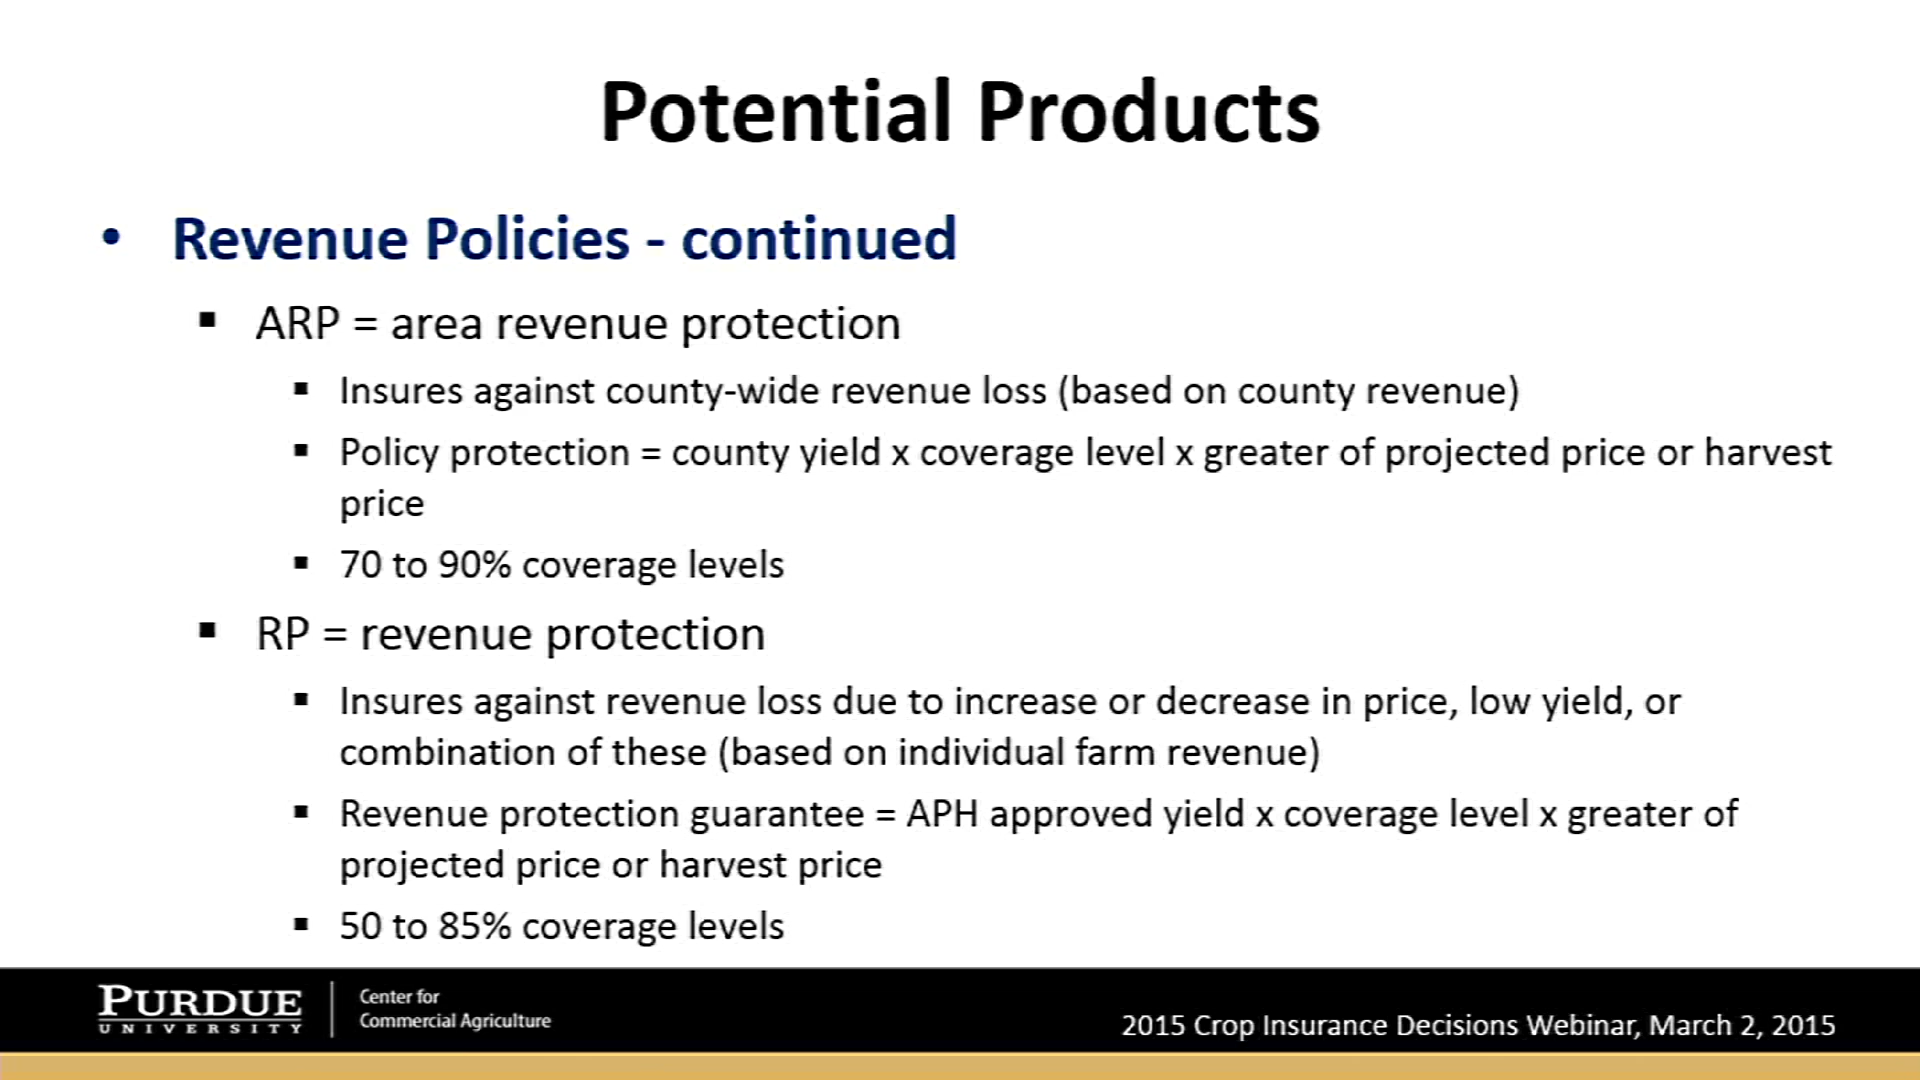 Potential Products
• Revenue Policies - continued
▪ ARP = area revenue protection
▪ Insures against county-wide revenue loss (based on county revenue)
▪ Policy protection = county yield x coverage level x greater of projected price or harvest
price
▪ 70 to 90% coverage levels
▪ RP = revenue protection
▪ Insures against revenue loss due to increase or decrease in price, low yield, or
combination of these (based on individual farm revenue)
▪ Revenue protection guarantee = APH approved yield x coverage level x greater of
projected price or harvest price
▪ 50 to 85% coverage levels
PURDUE
UNIVERSITY
Center for
Commercial Agriculture
2015 Crop Insurance Decisions Webinar, March 2, 2015